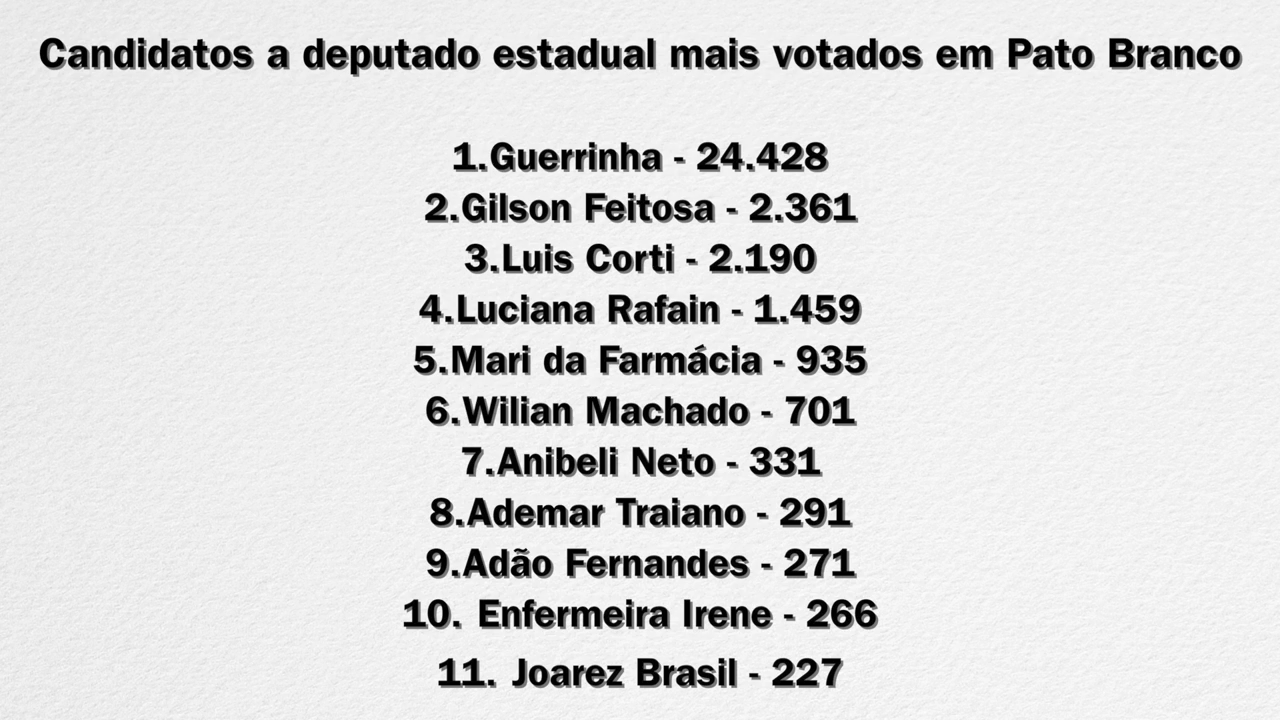 Candidatos a deputado estadual mais votados em Pato Branco
1.Guerrinha - 24.428
2.Gilson Feitosa - 2.361
3.Luis Corti - 2.190
4.Luciana Rafain - 1.459
5.Mari da Farmácia - 935
6.Wilian Machado - 701
7.Anibeli Neto - 331
8.Ademar Traiano - 291
9.Adão Fernandes - 271
10. Enfermeira Irene - 266
11. Joarez Brasil - 227